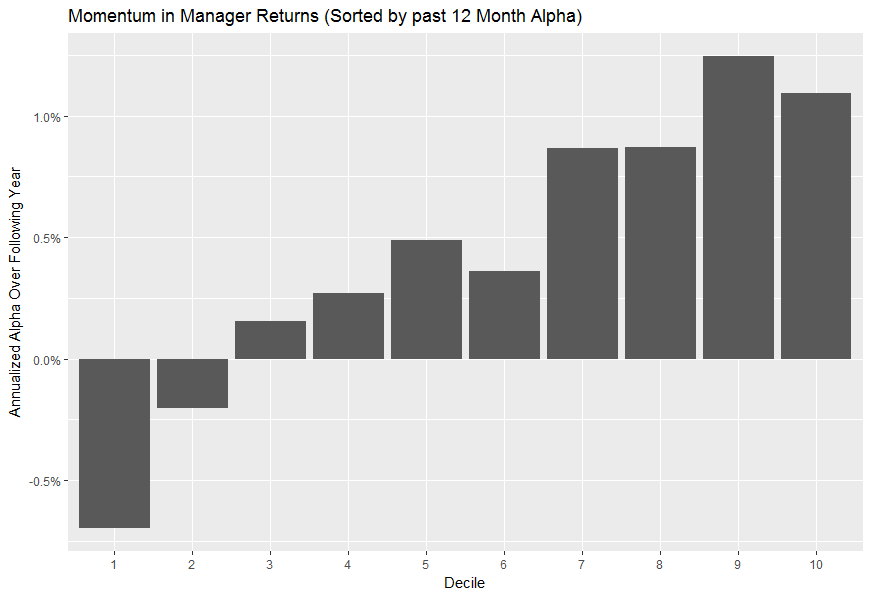 Momentum in Manager Returns (Sorted by past 12 Month Alpha)
Annualized Alpha Over Following Year
1.0%
0.5%
0.0%
-0.5%
1 2 3 4 5 6 7 8 9 10
Decile